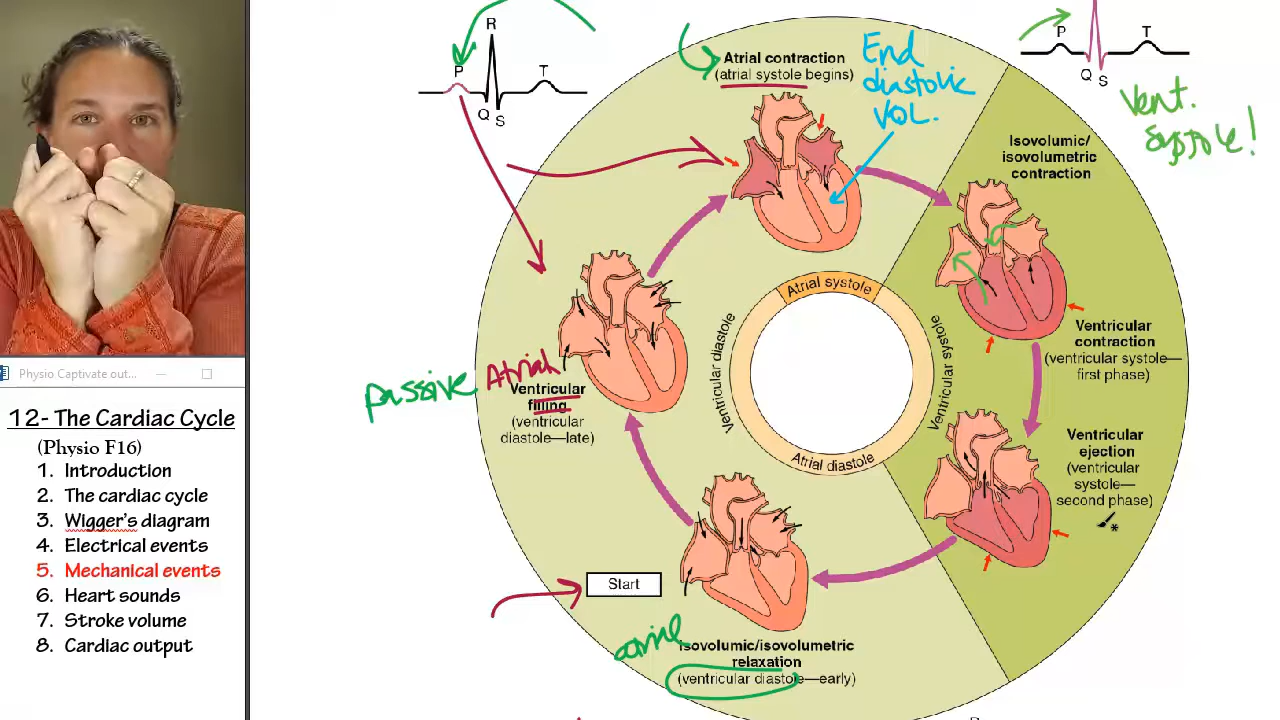 Physio Captivate out...
12- The Cardiac Cycle
(Physio F16)
1. Introduction
2. The cardiac cycle
3. Wigger's diagram
4. Electrical events
5. Mechanical events
6. Heart sounds
7. Stroke volume
8. Cardiac output
R
P
T
Q
S
Atrial contraction
(atrial systole begins)
End
diastolic
VOL.
P
T
Q
S
Vent.
systole!
Isovolumic/
isovolumetric
contraction
Ventricular
contraction
(ventricular systole—
first phase)
Ventricular
ejection
(ventricular
systole—
second phase)
Atrial systole
Ventricular diastole
Ventricular systole
Atrial diastole
passive Atrial
Ventricular
filling
(ventricular
diastole—late)
Start
Isovolumic/isovolumetric
relaxation
(ventricular diastole—early)